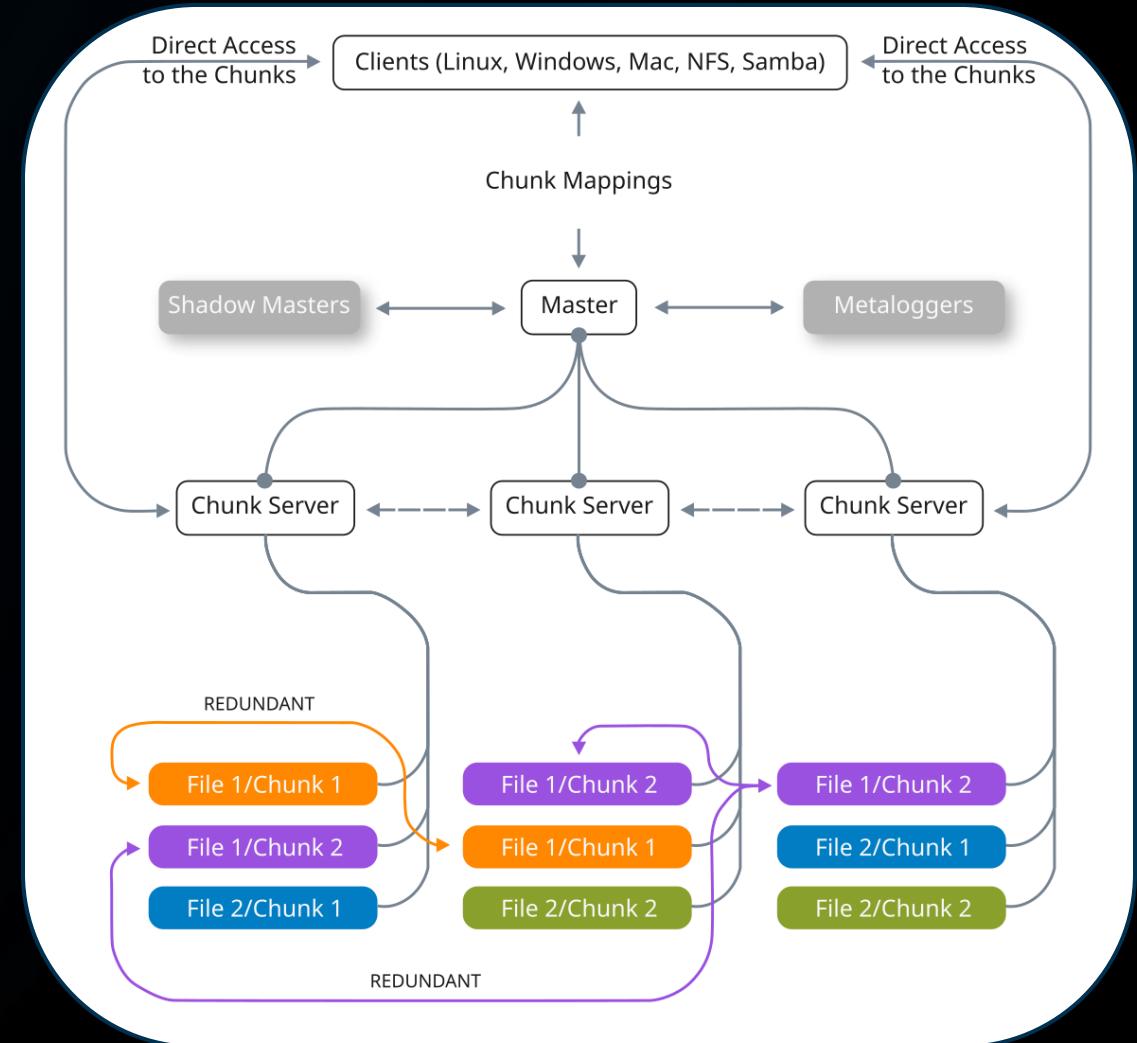 Direct Access
to the Chunks
Clients (Linux, Windows, Mac, NFS, Samba)
Direct Access
to the Chunks
Chunk Mappings
Shadow Masters
Master
Metaloggers
Chunk Server
Chunk Server
Chunk Server
REDUNDANT
File 1/Chunk 1
File 1/Chunk 2
File 1/Chunk 2
File 1/Chunk 2
File 1/Chunk 1
File 2/Chunk 1
File 2/Chunk 1
File 2/Chunk 2
File 2/Chunk 2
REDUNDANT